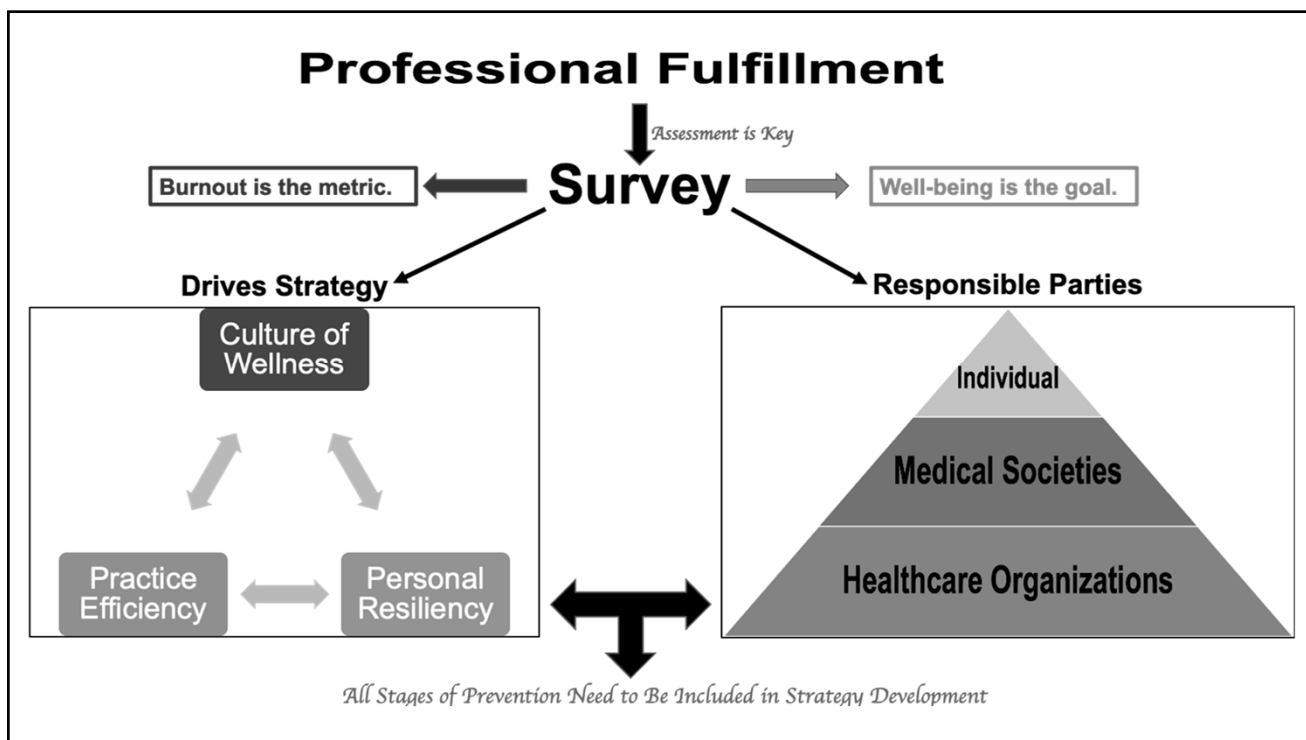 Professional Fulfillment
Assessment is Key
Burnout is the metric.
Survey
Well-being is the goal.
Drives Strategy
Responsible Parties
Culture of
Wellness
Practice
Efficiency
Personal
Resiliency
Individual
Medical Societies
Healthcare Organizations
All Stages of Prevention Need to Be Included in Strategy Development